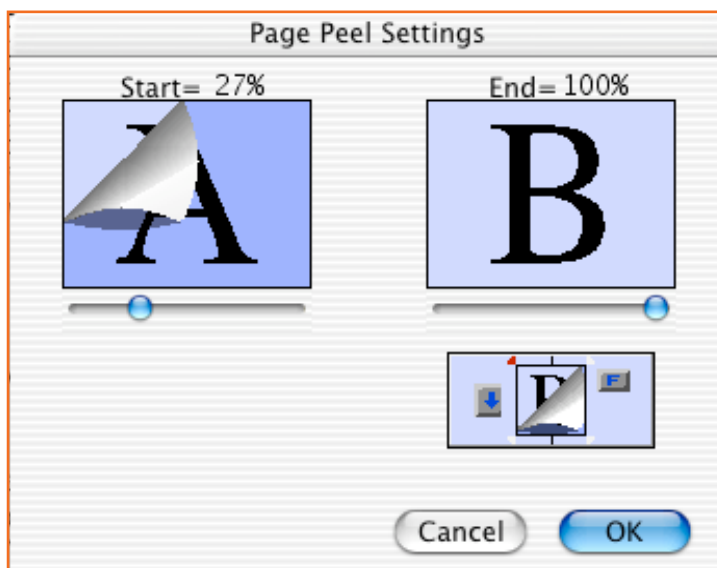 Page Peel Settings
Start= 27% End= 100%
A B
F
Cancel OK